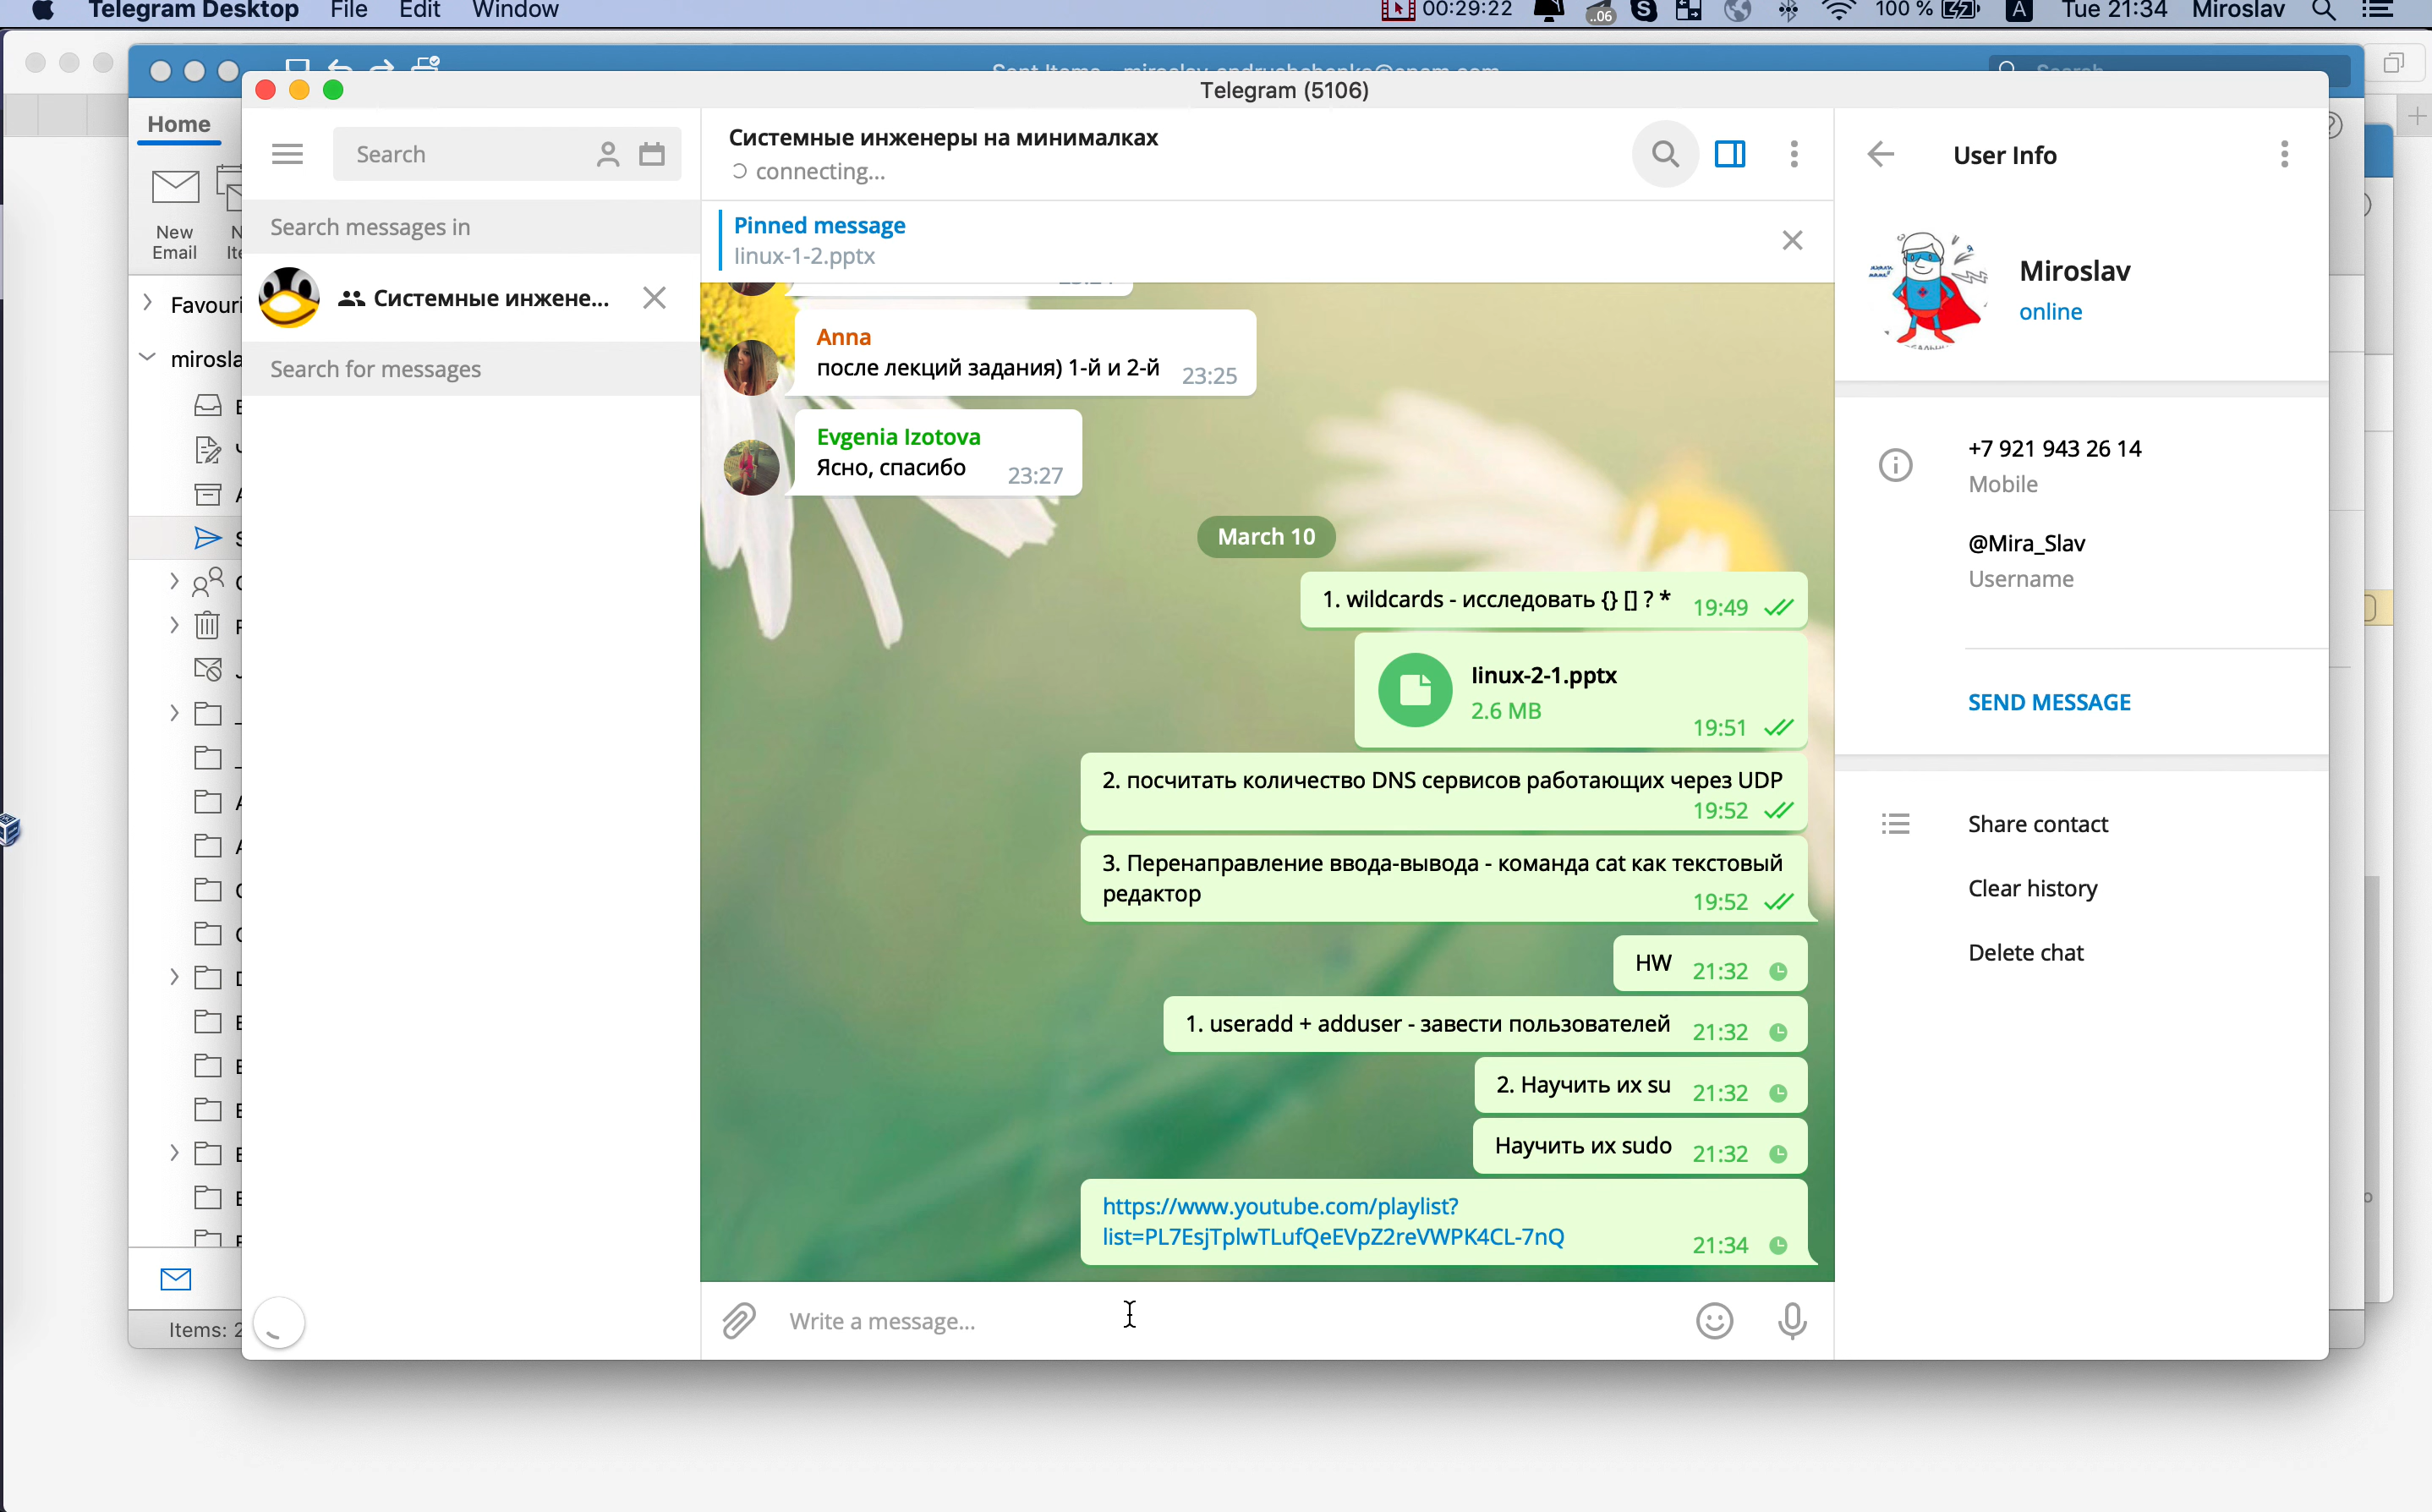 Telegram Desktop File Edit Window
00:29:22 ..06 100 % A Tue 21:34 Miroslav
Search
Telegram (5106)
Home
New
Email
Favouri
mirosla
Items: 2
Search
Search messages in
Системные инжене...
Search for messages
Системные инженеры на минималках
connecting...
Pinned message
linux-1-2.pptx
Anna
после лекций задания) 1-й и 2-й 23:25
Evgenia Izotova
Ясно, спасибо 23:27
March 10
1. wildcards - исследовать {} [] ? * 19:49
linux-2-1.pptx
2.6 MB
19:51
2. посчитать количество DNS сервисов работающих через UDP
19:52
3. Перенаправление ввода-вывода - команда cat как текстовый
редактор
19:52
HW 21:32
1. useradd + adduser - завести пользователей 21:32
2. Научить их su 21:32
Научить их sudo 21:32
https://www.youtube.com/playlist?
list=PL7EsjTplwTLufQeEVpZ2reVWPK4CL-7nQ
21:34
Write a message...
User Info
Miroslav
online
+7 921 943 26 14
Mobile
@Mira_Slav
Username
SEND MESSAGE
Share contact
Clear history
Delete chat